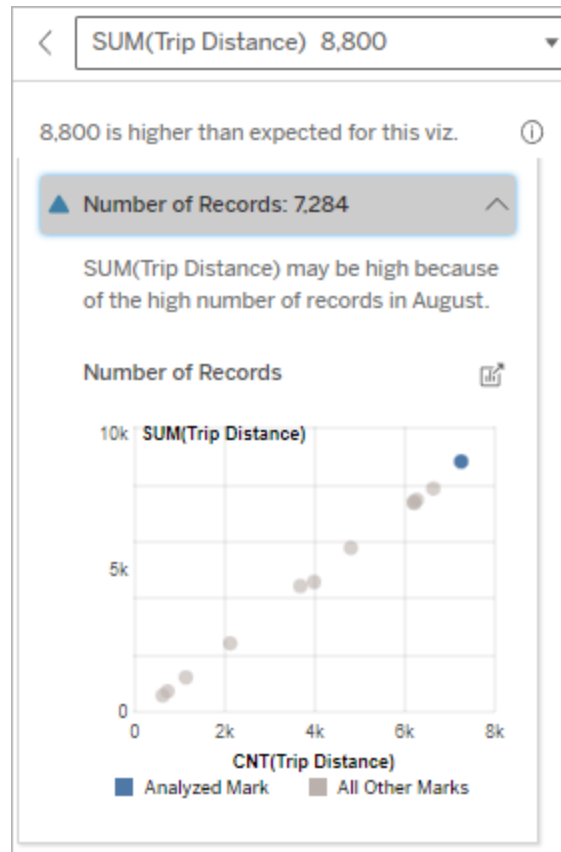 SUM(Trip Distance) 8,800
8,800 is higher than expected for this viz.
Number of Records: 7,284
SUM(Trip Distance) may be high because
of the high number of records in August.
Number of Records
10k SUM(Trip Distance)
5k
0
0 2k 4k 6k 8k
CNT(Trip Distance)
Analyzed Mark All Other Marks